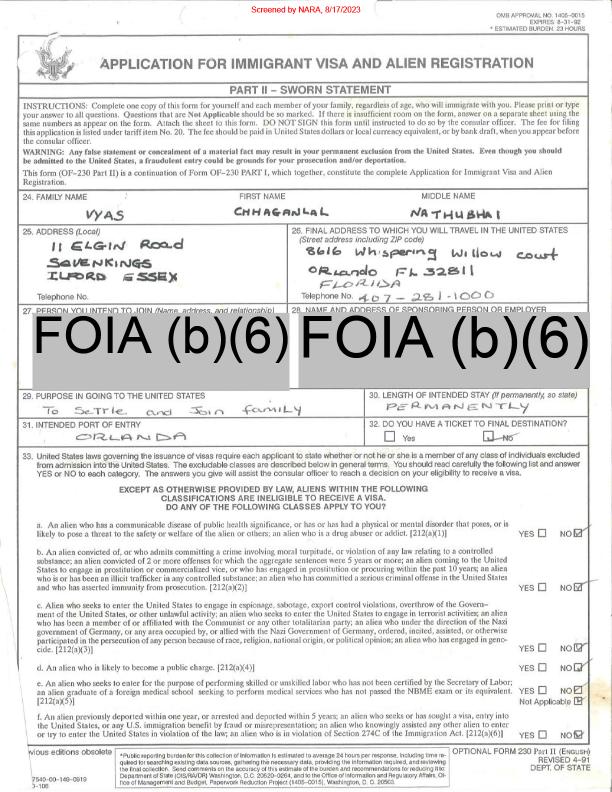 Screened by NARA, 8/17/2023
OMB APPROVAL NO. 1405-0015
EXPIRES: 8-31-92
* ESTIMATED BURDEN: 23 HOURS
APPLICATION FOR IMMIGRANT VISA AND ALIEN REGISTRATION
PART II – SWORN STATEMENT
INSTRUCTIONS: Complete one copy of this form for yourself and each member of your family, regardless of age, who will immigrate with you. Please print or type
your answer to all questions. Questions that are Not Applicable should be so marked. If there is insufficient room on the form, answer on a separate sheet using the
same numbers as appear on the form. Attach the sheet to this form. DO NOT SIGN this form until instructed to do so by the consular officer. The fee for filing
this application is listed under tariff item No. 20. The fee should be paid in United States dollars or local currency equivalent, or by bank draft, when you appear before
the consular officer.
WARNING: Any false statement or concealment of a material fact may result in your permanent exclusion from the United States. Even though you should
be admitted to the United States, a fraudulent entry could be grounds for your prosecution and/or deportation.
This form (OF-230 Part II) is a continuation of Form OF-230 PART I, which together, constitute the complete Application for Immigrant Visa and Alien
Registration.
24. FAMILY NAME FIRST NAME MIDDLE NAME
VYAS CHHAGANLAL NATHUBHAI
25. ADDRESS (Local)
11 ELGIN Road
SEVENKINGS
ILFORD ESSEX
Telephone No.
26. FINAL ADDRESS TO WHICH YOU WILL TRAVEL IN THE UNITED STATES
(Street address including ZIP code)
8616 Whispering Willow Court
ORLANDO FL 32811
FLORIDA
Telephone No. 407-281-1000
27. PERSON YOU INTEND TO JOIN (Name, address, and relationship)
FOIA (b)(6)
28. NAME AND ADDRESS OF SPONSORING PERSON OR EMPLOYER
FOIA (b)(6)
29. PURPOSE IN GOING TO THE UNITED STATES
To Settle and Join family
30. LENGTH OF INTENDED STAY (If permanently, so state)
PERMANENTLY
31. INTENDED PORT OF ENTRY
ORLANDA
32. DO YOU HAVE A TICKET TO FINAL DESTINATION?
Yes No
33. United States laws governing the issuance of visas require each applicant to state whether or not he or she is a member of any class of individuals excluded
from admission into the United States. The excludable classes are described below in general terms. You should read carefully the following list and answer
YES or NO to each category. The answers you give will assist the consular officer to reach a decision on your eligibility to receive a visa.
EXCEPT AS OTHERWISE PROVIDED BY LAW, ALIENS WITHIN THE FOLLOWING
CLASSIFICATIONS ARE INELIGIBLE TO RECEIVE A VISA.
DO ANY OF THE FOLLOWING CLASSES APPLY TO YOU?
a. An alien who has a communicable disease of public health significance, or has or has had a physical or mental disorder that poses, or is
likely to pose a threat to the safety or welfare of the alien or others; an alien who is a drug abuser or addict. [212(a)(1)] YES NO
b. An alien convicted of, or who admits committing a crime involving moral turpitude, or violation of any law relating to a controlled
substance; an alien convicted of 2 or more offenses for which the aggregate sentences were 5 years or more; an alien coming to the United
States to engage in prostitution or commercialized vice, or who has engaged in prostitution or procuring within the past 10 years; an alien
who is or has been an illicit trafficker in any controlled substance; an alien who has committed a serious criminal offense in the United States
and who has asserted immunity from prosecution. [212(a)(2)] YES NO
c. Alien who seeks to enter the United States to engage in espionage, sabotage, export control violations, overthrow of the Govern-
ment of the United States, or other unlawful activity; an alien who seeks to enter the United States to engage in terrorist activities; an alien
who has been a member of or affiliated with the Communist or any other totalitarian party; an alien who under the direction of the Nazi
government of Germany, or any area occupied by, or allied with the Nazi Government of Germany, ordered, incited, assisted, or otherwise
participated in the persecution of any person because of race, religion, national origin, or political opinion; an alien who has engaged in geno-
cide. [212(a)(3)] YES NO
d. An alien who is likely to become a public charge. [212(a)(4)] YES NO
e. An alien who seeks to enter for the purpose of performing skilled or unskilled labor who has not been certified by the Secretary of Labor;
an alien graduate of a foreign medical school seeking to perform medical services who has not passed the NBME exam or its equivalent. YES NO
[212(a)(5)] Not Applicable
f. An alien previously deported within one year, or arrested and deported within 5 years; an alien who seeks or has sought a visa, entry into
the United States, or any U.S. immigration benefit by fraud or misrepresentation; an alien who knowingly assisted any other alien to enter
or try to enter the United States in violation of the law; an alien who is in violation of Section 274C of the Immigration Act. [212(a)(6)] YES NO
vious editions obsolete
7540-00-149-0919
0-106
*Public reporting burden for this collection of information is estimated to average 24 hours per response, including time re-
quired for searching existing data sources, gathering the necessary data, providing the information required, and reviewing
the final collection. Send comments on the accuracy of this estimate of the burden and recommendations for reducing it to:
Department of State (OIS/RA/DR) Washington, D.C. 20520-0264, and to the Office of Information and Regulatory Affairs, Of-
fice of Management and Budget, Paperwork Reduction Project (1405-0015), Washington, D.C. 20503.
OPTIONAL FORM 230 Part II (ENGLISH)
REVISED 4-91
DEPT. OF STATE